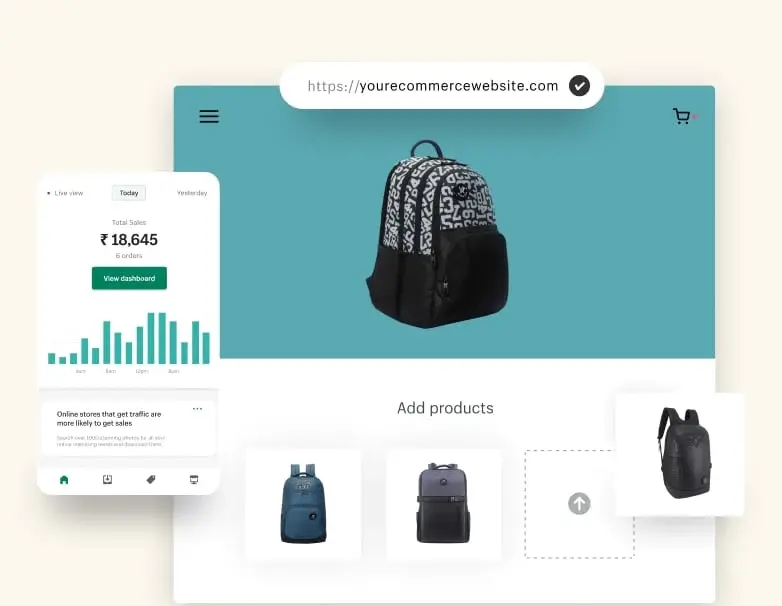 https://yourecommercewebsite.com
Live view
Today
Yesterday
Total Sales
₹ 18,645
6 orders
View dashboard
Online stores that get traffic are
more likely to get sales
Add products